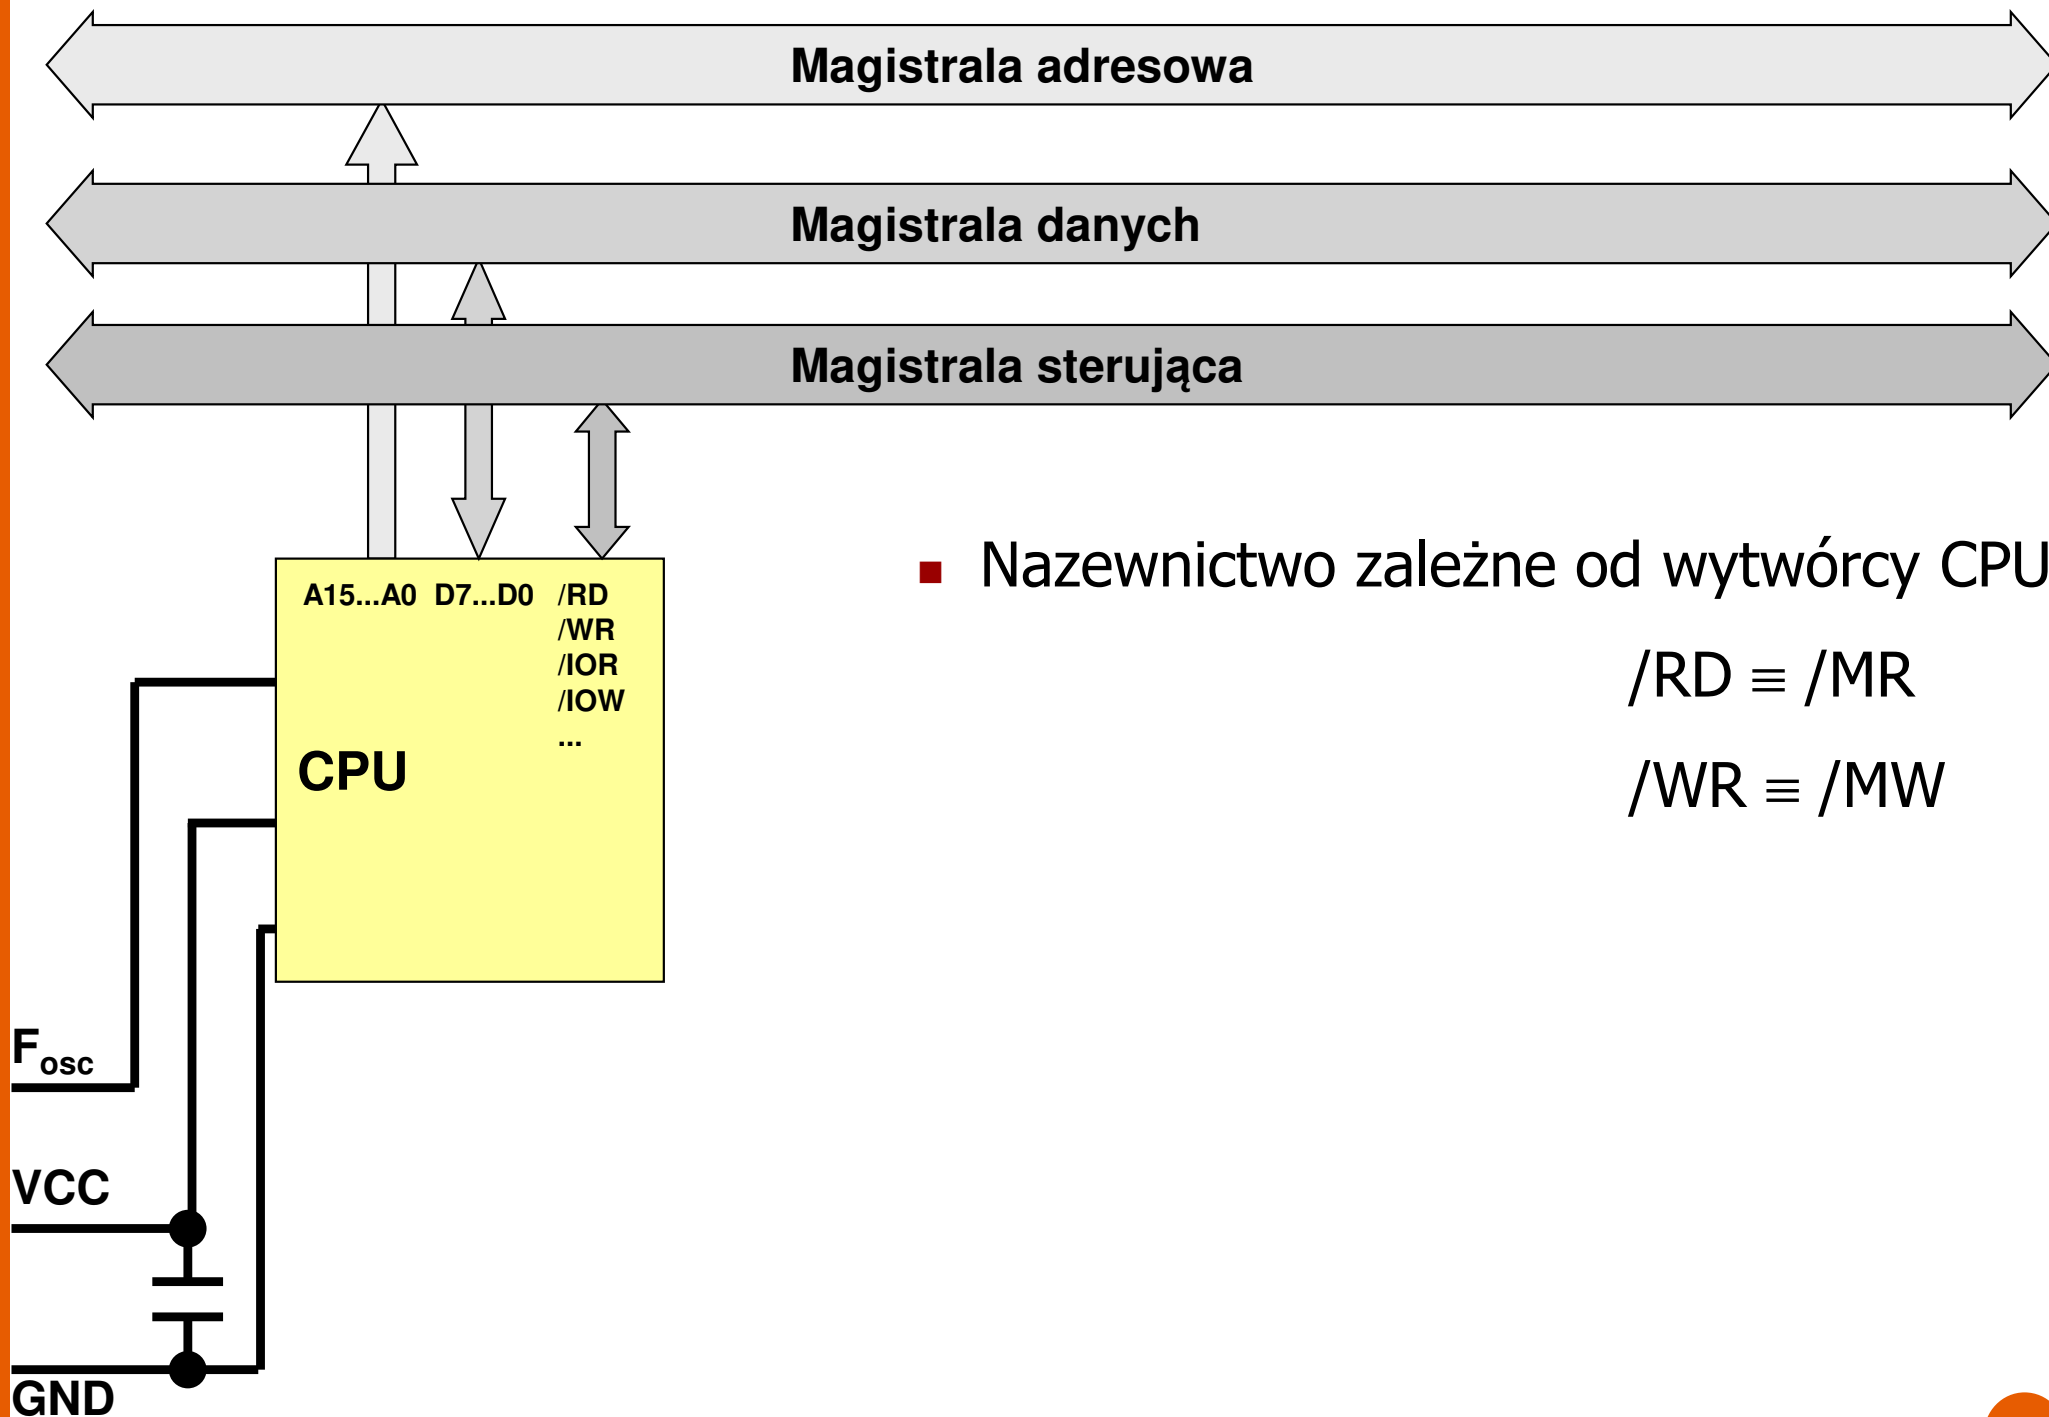 Magistrala adresowa
Magistrala danych
Magistrala sterująca
A15...A0 D7...D0 /RD
/WR
/IOR
/IOW
...
CPU
■ Nazewnictwo zależne od wytwórcy CPU
/RD ≡ /MR
/WR ≡ /MW
Fosc
VCC
GND